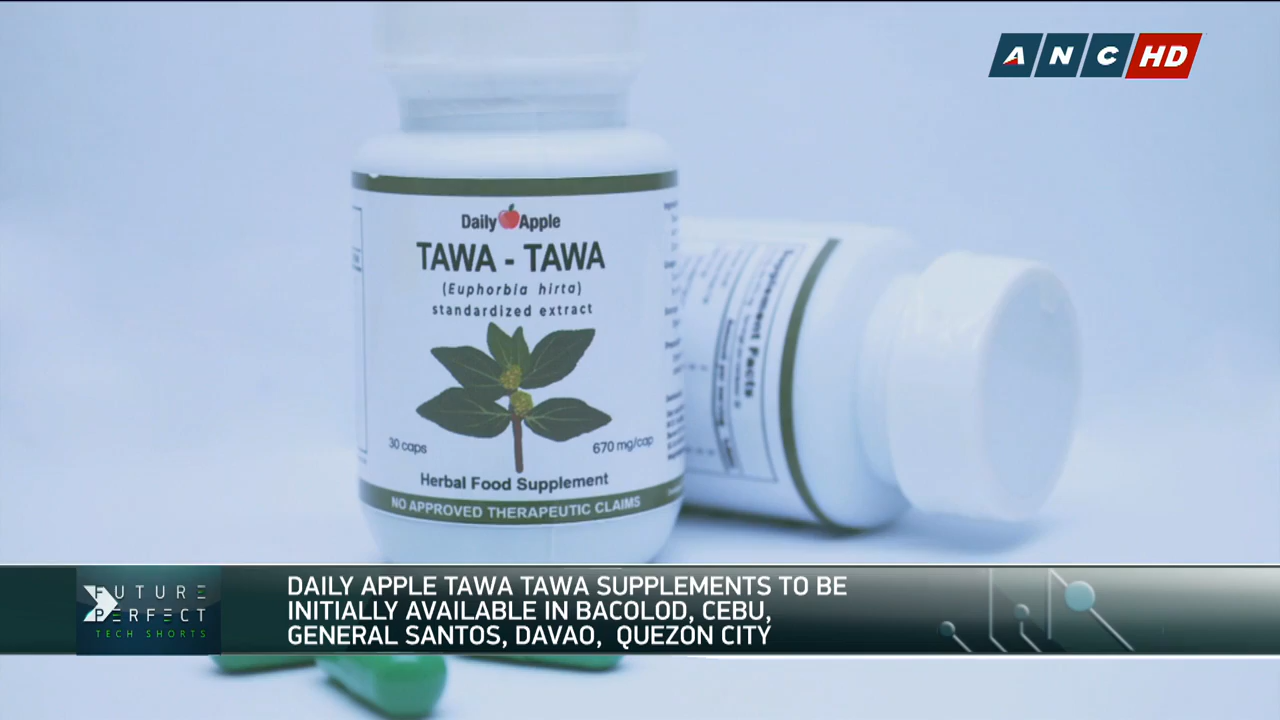 ANC HD
Daily Apple
TAWA - TAWA
(Euphorbia hirta)
standardized extract
30 caps
670 mg/cap
Herbal Food Supplement
NO APPROVED THERAPEUTIC CLAIMS
Supplement Facts
FUTURE
PERFECT
TECH SHORTS
DAILY APPLE TAWA TAWA SUPPLEMENTS TO BE
INITIALLY AVAILABLE IN BACOLOD, CEBU,
GENERAL SANTOS, DAVAO, QUEZON CITY